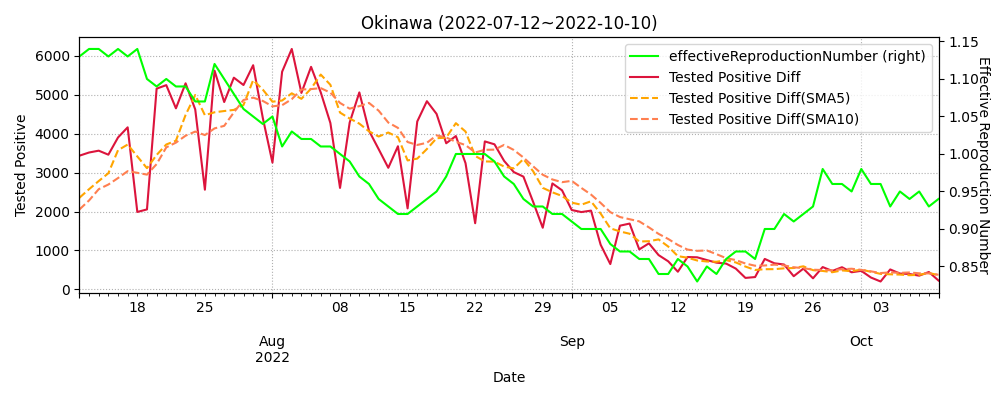 Okinawa (2022-07-12~2022-10-10)
effectiveReproductionNumber (right)
Tested Positive Diff
Tested Positive Diff(SMA5)
Tested Positive Diff(SMA10)
Tested Positive
6000
5000
4000
3000
2000
1000
0
1.15
1.10
1.05
1.00
0.95
0.90
0.85
Effective Reproduction Number
18 25 08 15 22 29 05 12 19 26 03
Aug Sep Oct
2022
Date